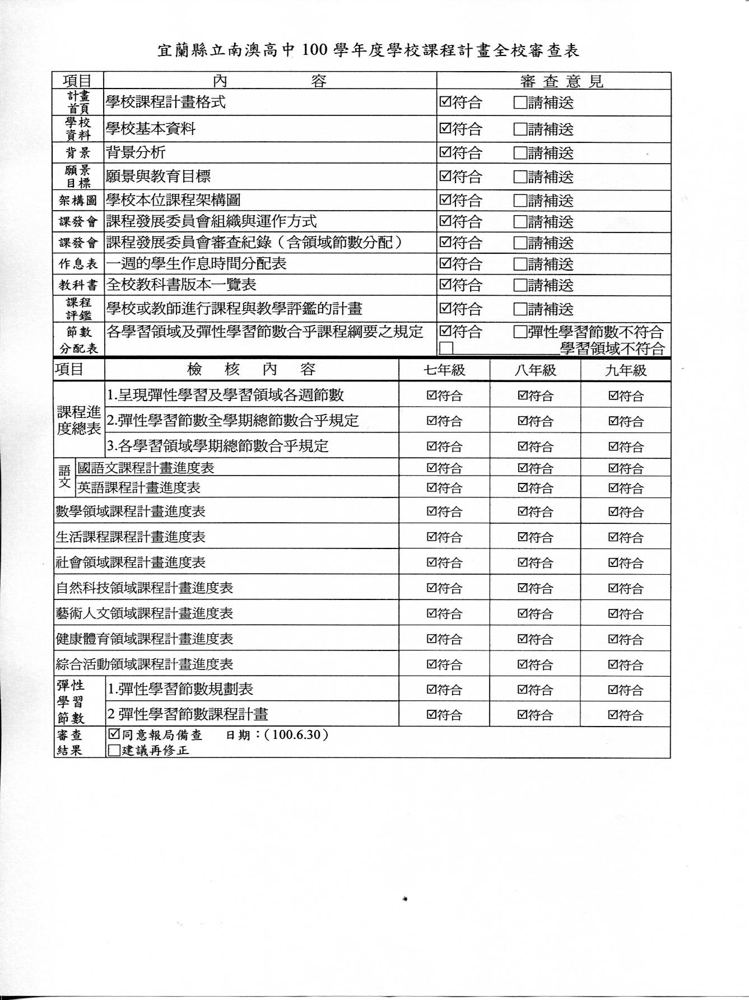 宜蘭縣立南澳高中 100 學年度學校課程計畫全校審查表
項目 內 容 審 查 意 見
計畫
首頁 學校課程計畫格式 ☑符合 □請補送
學校
資料 學校基本資料 ☑符合 □請補送
背景 背景分析 ☑符合 □請補送
願景
目標 願景與教育目標 ☑符合 □請補送
架構圖 學校本位課程架構圖 ☑符合 □請補送
課發會 課程發展委員會組織與運作方式 ☑符合 □請補送
課發會 課程發展委員會審查紀錄（含領域節數分配） ☑符合 □請補送
作息表 一週的學生作息時間分配表 ☑符合 □請補送
教科書 全校教科書版本一覽表 ☑符合 □請補送
課程
評鑑 學校或教師進行課程與教學評鑑的計畫 ☑符合 □請補送
節數 各學習領域及彈性學習節數合乎課程綱要之規定 ☑符合 □彈性學習節數不符合
分配表 □______________學習領域不符合
項目 檢 核 內 容 七年級 八年級 九年級
課程進
度總表
1.呈現彈性學習及學習領域各週節數 ☑符合 ☑符合 ☑符合
2.彈性學習節數全學期總節數合乎規定 ☑符合 ☑符合 ☑符合
3.各學習領域學期總節數合乎規定 ☑符合 ☑符合 ☑符合
語
文
國語文課程計畫進度表 ☑符合 ☑符合 ☑符合
英語課程計畫進度表 ☑符合 ☑符合 ☑符合
數學領域課程計畫進度表 ☑符合 ☑符合 ☑符合
生活課程課程計畫進度表 ☑符合 ☑符合 ☑符合
社會領域課程計畫進度表 ☑符合 ☑符合 ☑符合
自然科技領域課程計畫進度表 ☑符合 ☑符合 ☑符合
藝術人文領域課程計畫進度表 ☑符合 ☑符合 ☑符合
健康體育領域課程計畫進度表 ☑符合 ☑符合 ☑符合
綜合活動領域課程計畫進度表 ☑符合 ☑符合 ☑符合
彈性
學習
節數
1.彈性學習節數規劃表 ☑符合 ☑符合 ☑符合
2 彈性學習節數課程計畫 ☑符合 ☑符合 ☑符合
審查 ☑同意報局備查 日期：(100.6.30)
結果 □建議再修正